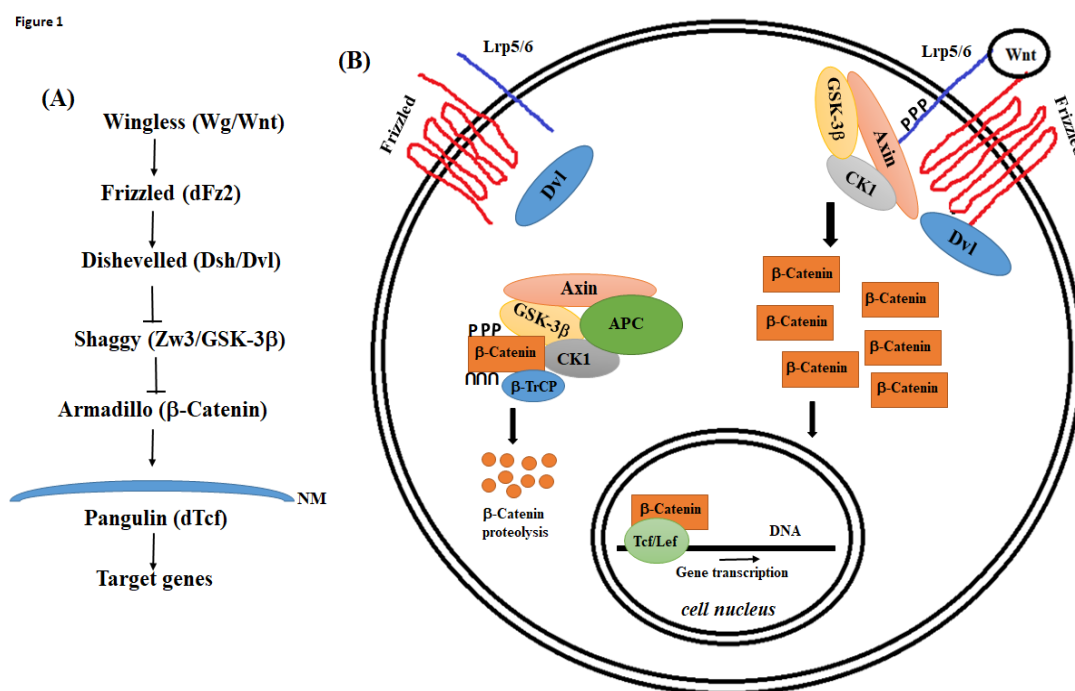 Figure 1
(A)
Wingless (Wg/Wnt)
Frizzled (dFz2)
Dishevelled (Dsh/Dvl)
Shaggy (Zw3/GSK-3β)
Armadillo (β-Catenin)
NM
Pangulin (dTcf)
Target genes
(B)
Lrp5/6
Frizzled
Dvl
Axin
GSK-3β
APC
PPP
β-Catenin
CK1
β-TrCP
β-Catenin
proteolysis
Lrp5/6
Wnt
PPP
Frizzled
GSK-3β
Axin
CK1
Dvl
β-Catenin
β-Catenin
β-Catenin
β-Catenin
β-Catenin
β-Catenin
β-Catenin
Tcf/Lef
DNA
Gene transcription
cell nucleus